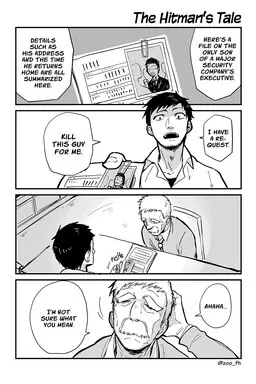 The Hitman's Tale
HERE'S A
FILE ON THE
ONLY SON
OF A MAJOR
SECURITY
COMPANY'S
EXECUTIVE.
DETAILS
SUCH AS
HIS ADDRESS
AND THE TIME
HE RETURNS
HOME ARE ALL
SUMMARIZED
HERE.
I HAVE
A RE-
QUEST.
KILL
THIS GUY
FOR ME.
AHAHA...
I'M NOT
SURE WHAT
YOU MEAN.
@zoo_fh